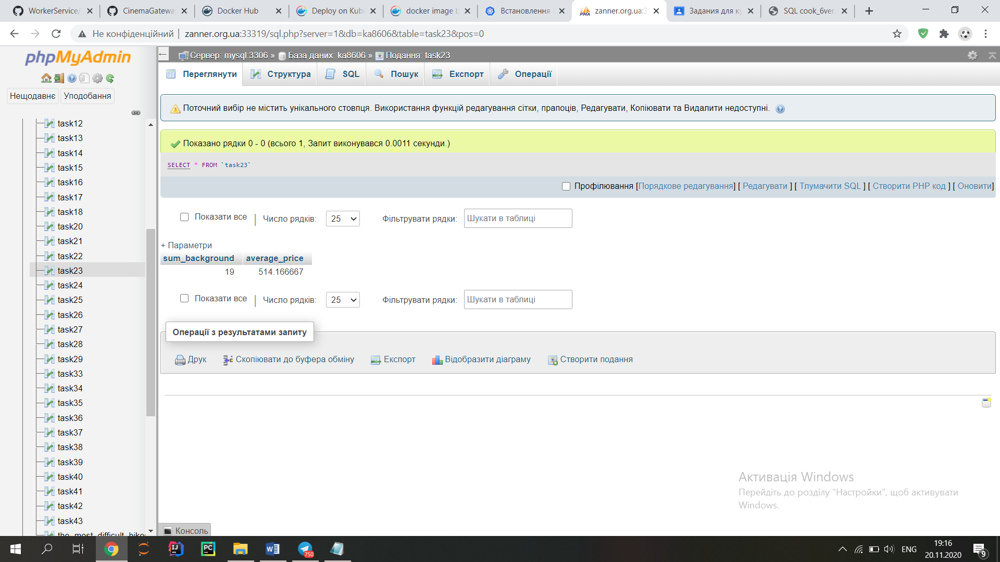 WorkerService/
CinemaGatewa
Docker Hub
Deploy on Kub
docker image b
Встановлення
zanner.org.ua:3
Задания для ку
SQL cook_6ver
Не конфіденційний
zanner.org.ua:33319/sql.php?server=1&db=ka8606&table=task23&pos=0
phpMyAdmin
Нещодавнє
Уподобання
task12
task13
task14
task15
task16
task17
task18
task20
task21
task22
task23
task24
task25
task26
task27
task28
task29
task33
task34
task35
task36
task37
task38
task39
task40
task41
task42
task43
the_most_difficult_hike
Сервер: mysql:3306 » База даних: ka8606 » Подання: task23
Переглянути
Структура
SQL
Пошук
Експорт
Операції
Поточний вибір не містить унікального стовпця. Використання функцій редагування сітки, прапоців, Редагувати, Копіювати та Видалити недоступні.
Показано рядки 0 - 0 (всього 1, Запит виконувався 0.0011 секунди.)
SELECT * FROM `task23`
Профілювання [Порядкове редагування] [ Редагувати ] [ Тлумачити SQL ] [ Створити PHP код ] [ Оновити]
Показати все | Число рядків: 25 Фільтрувати рядки: Шукати в таблиці
+ Параметри
sum_background average_price
19 514.166667
Показати все | Число рядків: 25 Фільтрувати рядки: Шукати в таблиці
Операції з результатами запиту
Друк
Скопіювати до буфера обміну
Експорт
Відобразити діаграму
Створити подання
Активація Windows
Перейдіть до розділу "Настройки", щоб активувати
Windows.
Консоль
750
ENG
19:16
20.11.2020
9